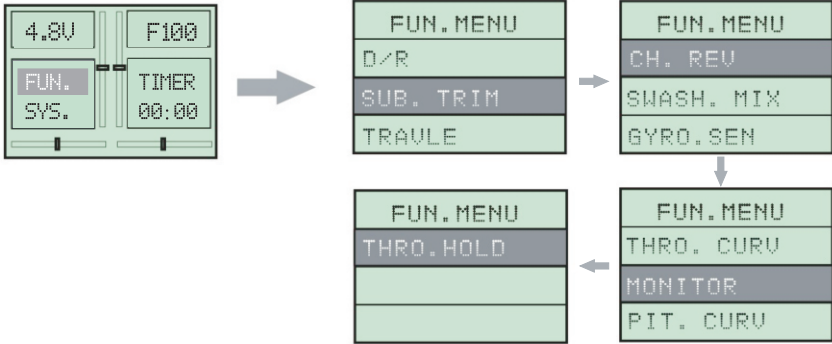 4.8V
F100
FUN.
SYS.
TIMER
00:00
FUN.MENU
D/R
SUB. TRIM
TRAVLE
FUN.MENU
CH. REV
SWASH. MIX
GYRO.SEN
FUN.MENU
THRO. CURV
MONITOR
PIT. CURV
FUN.MENU
THRO.HOLD